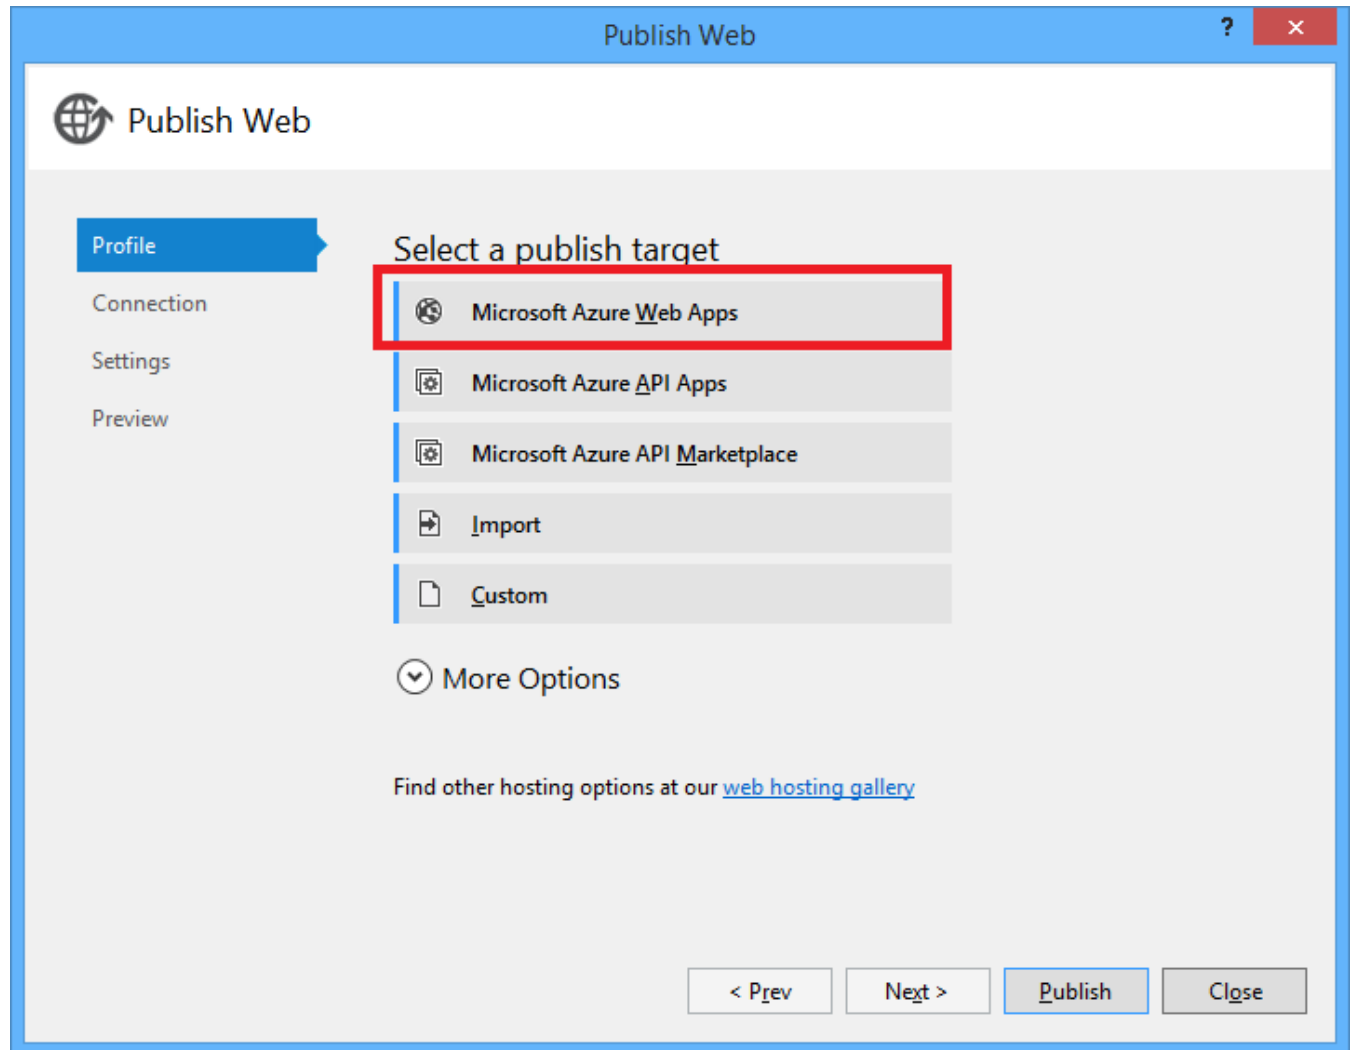 Publish Web
?
Publish Web
Profile
Connection
Settings
Preview
Select a publish target
Microsoft Azure Web Apps
Microsoft Azure API Apps
Microsoft Azure API Marketplace
Import
Custom
More Options
Find other hosting options at our web hosting gallery
< Prev
Next >
Publish
Close